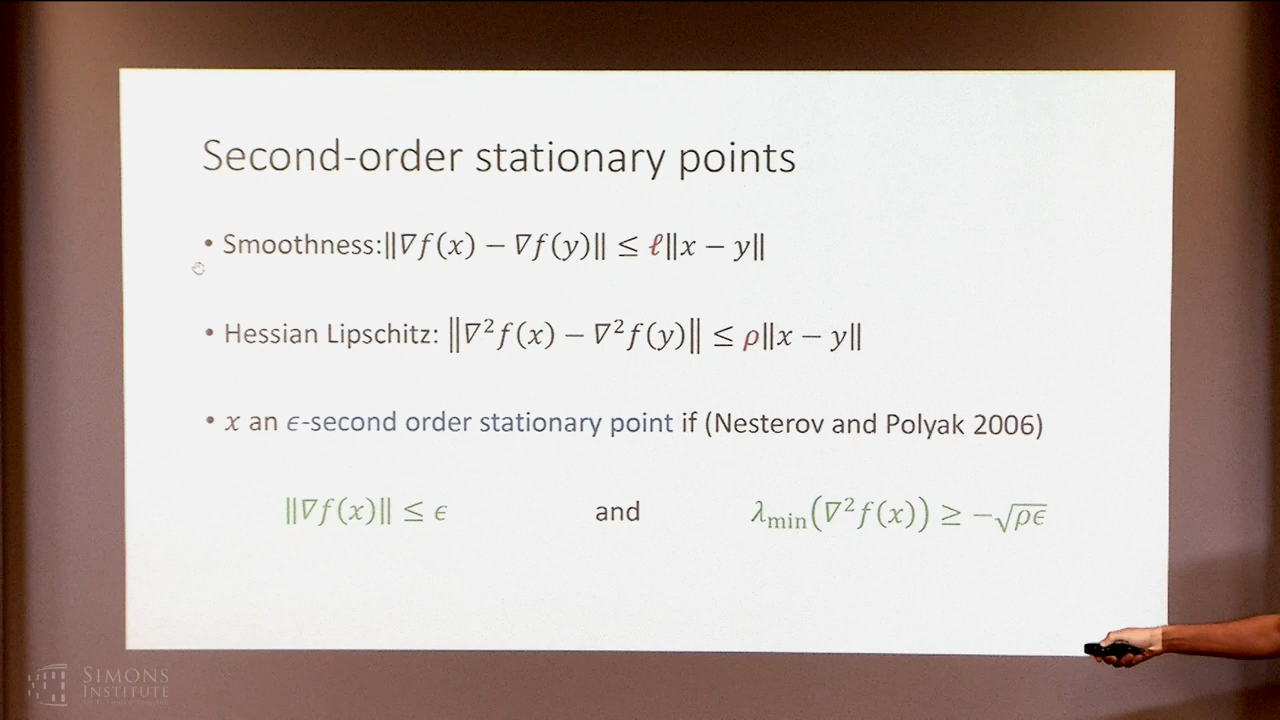 Second-order stationary points
• Smoothness:‖∇f(x) − ∇f(y)‖ ≤ ℓ‖x − y‖
• Hessian Lipschitz: ‖∇²f(x) − ∇²f(y)‖ ≤ ρ‖x − y‖
• x an ϵ-second order stationary point if (Nesterov and Polyak 2006)
‖∇f(x)‖ ≤ ϵ and λmin(∇²f(x)) ≥ −√ρϵ
SIMONS
INSTITUTE